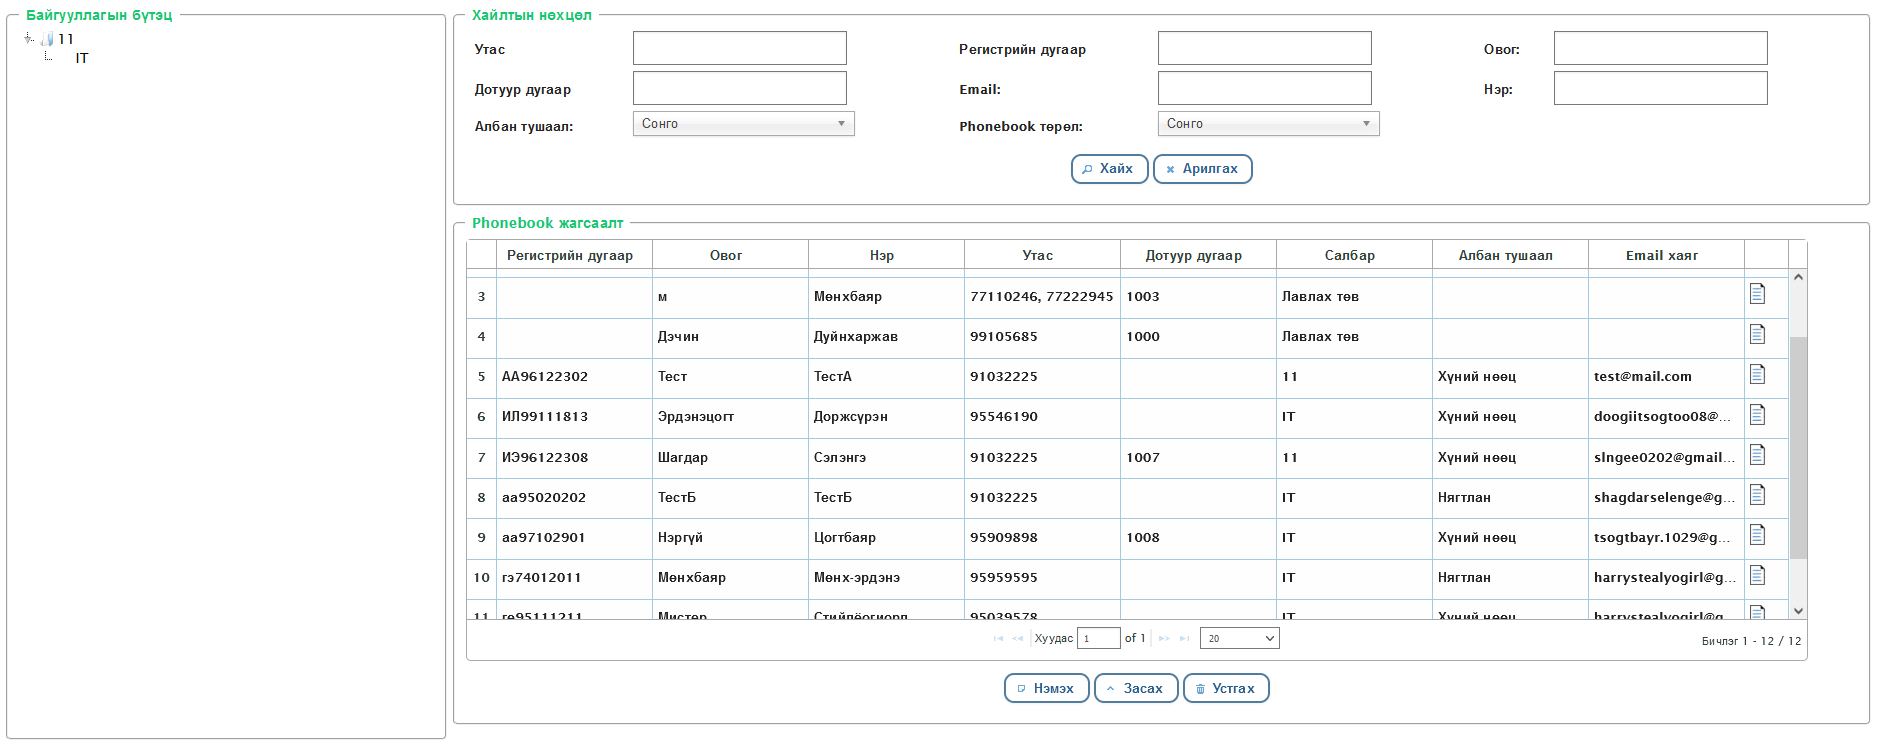 Байгууллагын бүтэц
11
IT
Хайлтын нөхцөл
Утас Регистрийн дугаар Овог:
Дотуур дугаар Email: Нэр:
Албан тушаал: Сонго Phonebook төрөл: Сонго
Хайх Арилгах
Phonebook жагсаалт
Регистрийн дугаар Овог Нэр Утас Дотуур дугаар Салбар Албан тушаал Email хаяг
3 м Мөнхбаяр 77110246, 77222945 1003 Лавлах төв
4 Дэчин Дуйнхаржав 99105685 1000 Лавлах төв
5 АА96122302 Тест ТестА 91032225 11 Хүний нөөц test@mail.com
6 ИЛ99111813 Эрдэнэцогт Доржсүрэн 95546190 IT Хүний нөөц doogiitsogtoo08@...
7 ИЭ96122308 Шагдар Сэлэнгэ 91032225 1007 11 Хүний нөөц slngee0202@gmail...
8 аа95020202 ТестБ ТестБ 91032225 IT Нягтлан shagdarselenge@g...
9 аа97102901 Нэргүй Цогтбаяр 95909898 1008 IT Хүний нөөц tsogtbayr.1029@g...
10 гэ74012011 Мөнхбаяр Мөнх-эрдэнэ 95959595 IT Нягтлан harrystealyogirl@g...
11 ге95111211 Мистер Стийлёогиорл 95039578 IT Хүний нөөц harrystealyogirl@g...
Хуудас 1 of 1 20 Бичлэг 1 - 12 / 12
Нэмэх Засах Устгах